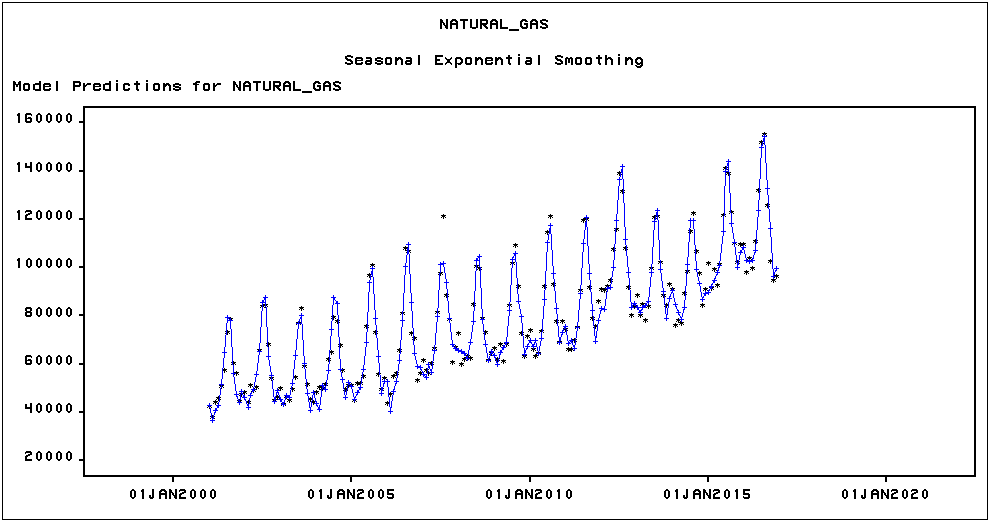 NATURAL_GAS
Seasonal Exponential Smoothing
Model Predictions for NATURAL_GAS
160000
140000
120000
100000
80000
60000
40000
20000
01JAN2000 01JAN2005 01JAN2010 01JAN2015 01JAN2020